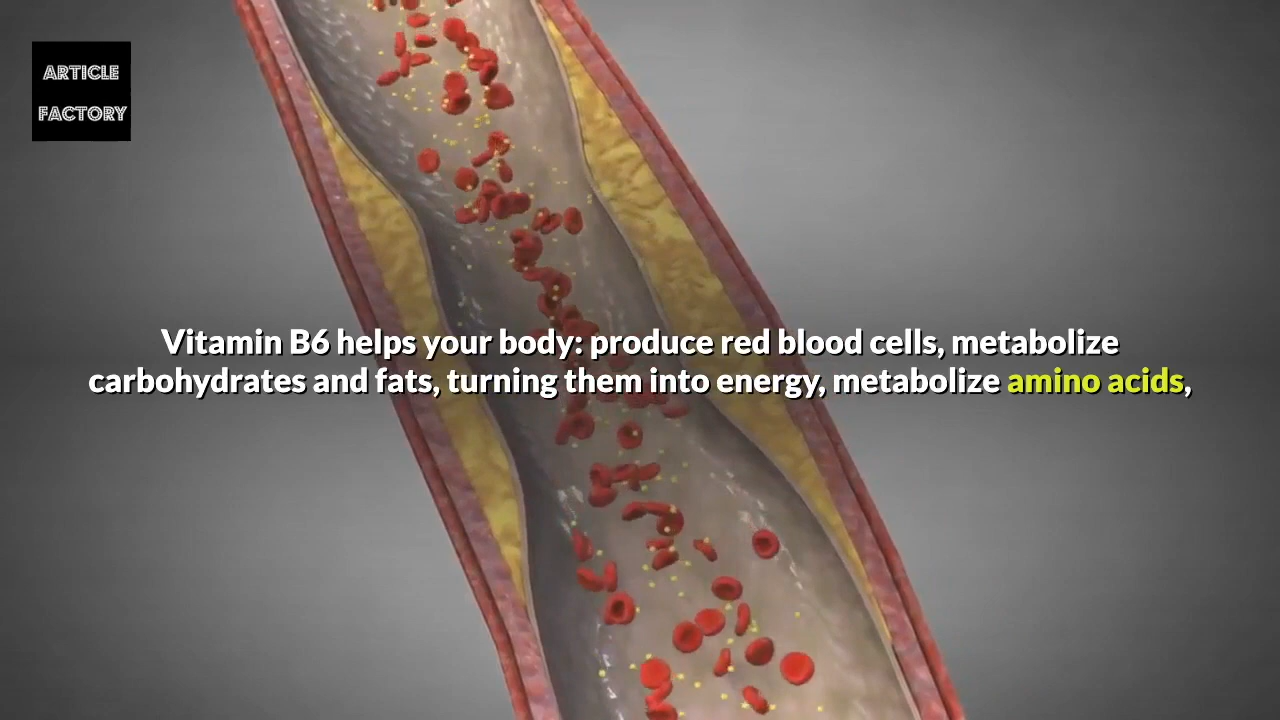 ARTICLE
FACTORY
Vitamin B6 helps your body: produce red blood cells, metabolize
carbohydrates and fats, turning them into energy, metabolize amino acids,